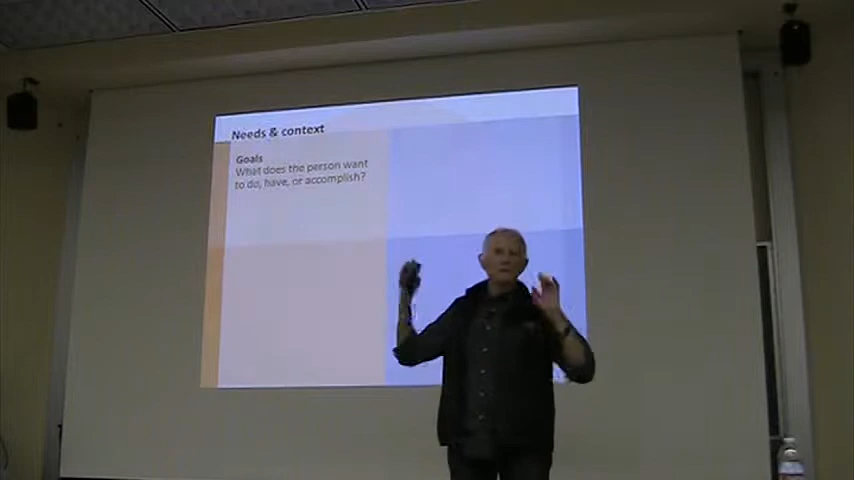 Needs & context
Goals
What does the person want
to do, have, or accomplish?